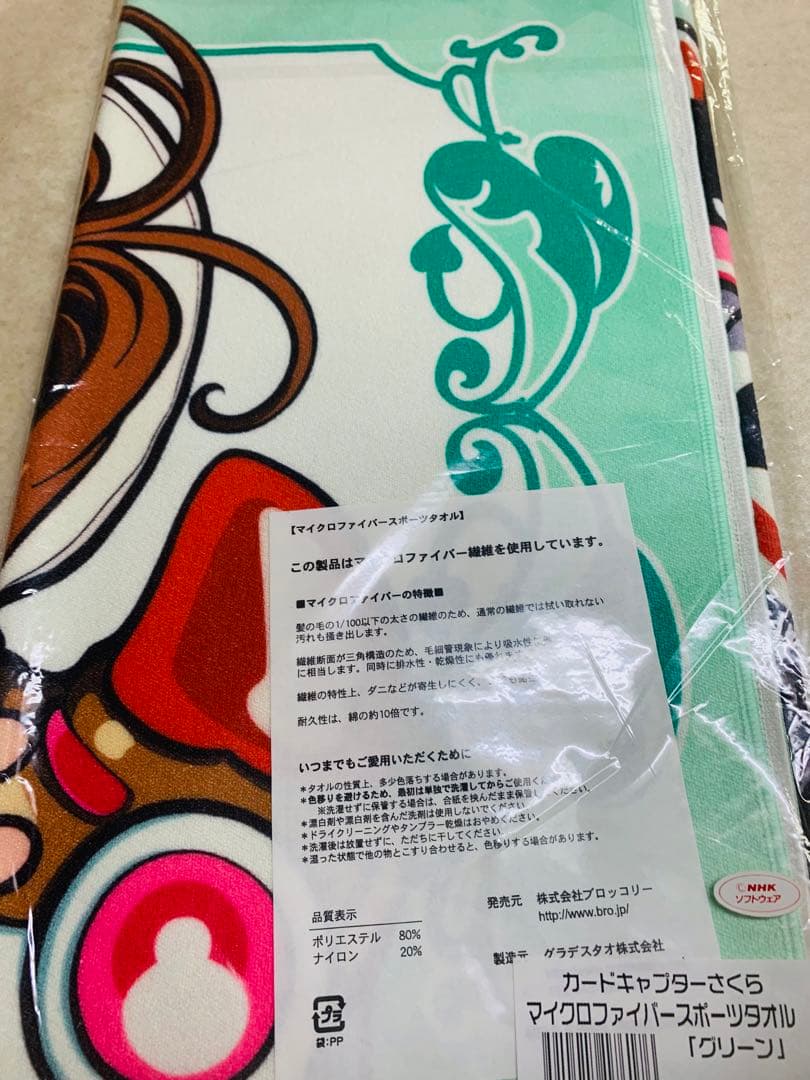 【マイクロファイバースポーツタオル】
この製品はマイクロファイバー繊維を使用しています。
■マイクロファイバーの特徴■
髪の毛の1/100以下の太さの繊維のため、通常の繊維では拭い取れない
汚れも掻き出します。
繊維断面が三角構造のため、毛細管現象により吸水性は
に相当します。同時に排水性・乾燥性にも優れます
繊維の特性上、ダニなどが寄生しにくく、
耐久性は、綿の約10倍です。
いつまでもご愛用いただくために
＊タオルの性質上、多少色落ちする場合があります。
＊色移りを避けるため、最初は単独で洗濯してからご使用ください。
※洗濯せずに保管する場合は、合紙を挟んだまま保管してください。
＊漂白剤や漂白剤を含んだ洗剤は使用しないでください。
＊ドライクリーニングやタンブラー乾燥はおやめください。
＊洗濯後は放置せずに、ただちに干してください。
＊湿った状態で他の物とこすり合わせると、色移りする場合があります。
品質表示
ポリエステル 80%
ナイロン 20%
発売元 株式会社ブロッコリー
http://www.bro.jp/
製造元 グラデスタオ株式会社
プラ
袋:PP
©NHK
ソフトウェア
カードキャプターさくら
マイクロファイバースポーツタオル
「グリーン」